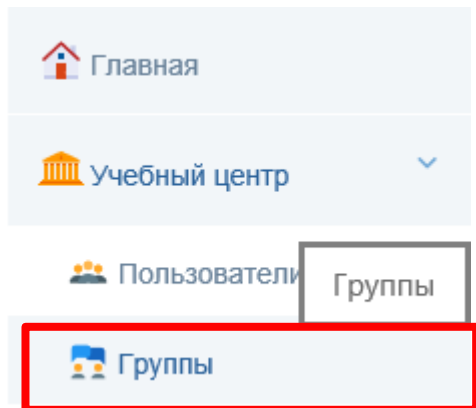 Главная
Учебный центр
Пользователи
Группы
Группы